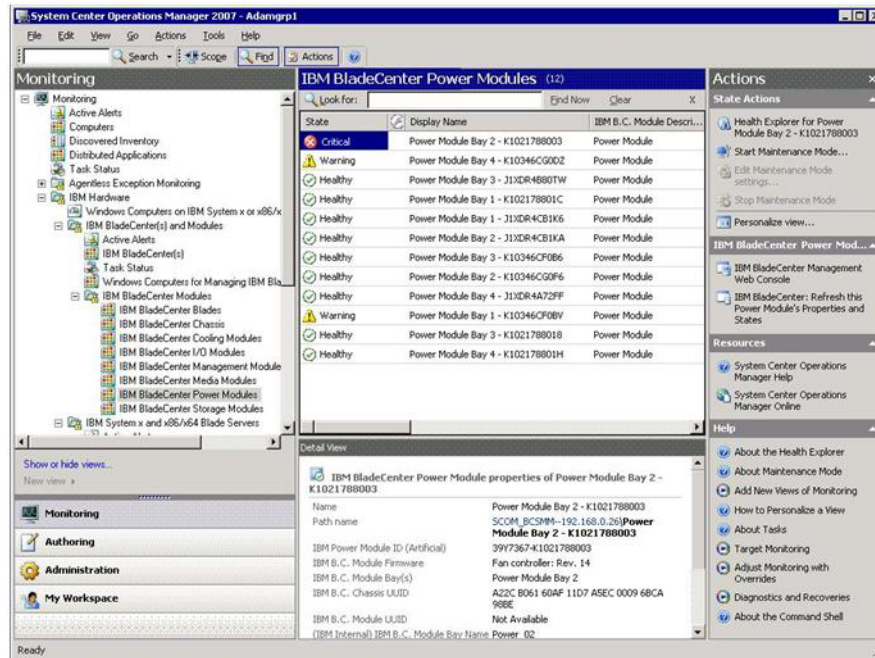 System Center Operations Manager 2007 - Adamgrp1
File Edit View Go Actions Tools Help
Search Scope Find Actions
Monitoring
Monitoring
Active Alerts
Computers
Discovered Inventory
Distributed Applications
Task Status
Agentless Exception Monitoring
IBM Hardware
Windows Computers on IBM System x or x86/x
IBM BladeCenter(s) and Modules
Active Alerts
IBM BladeCenter(s)
Task Status
Windows Computers for Managing IBM Bla
IBM BladeCenter Modules
IBM BladeCenter Blades
IBM BladeCenter Chassis
IBM BladeCenter Cooling Modules
IBM BladeCenter I/O Modules
IBM BladeCenter Management Module
IBM BladeCenter Media Modules
IBM BladeCenter Power Modules
IBM BladeCenter Storage Modules
IBM System x and x86/x64 Blade Servers
Show or hide views...
New view
Monitoring
Authoring
Administration
My Workspace
IBM BladeCenter Power Modules (12)
Look for: Find Now Clear X
State Display Name IBM B.C. Module Descri...
Critical Power Module Bay 2 - K1021788003 Power Module
Warning Power Module Bay 4 - K10346CG0DZ Power Module
Healthy Power Module Bay 3 - J1XDR4B80TW Power Module
Healthy Power Module Bay 1 - K102178801C Power Module
Healthy Power Module Bay 1 - J1XDR4CB1K6 Power Module
Healthy Power Module Bay 2 - J1XDR4CB1KA Power Module
Healthy Power Module Bay 3 - K10346CF0B6 Power Module
Healthy Power Module Bay 2 - K10346CG0F6 Power Module
Healthy Power Module Bay 4 - J1XDR4A72FF Power Module
Warning Power Module Bay 1 - K10346CF0BV Power Module
Healthy Power Module Bay 3 - K1021788018 Power Module
Healthy Power Module Bay 4 - K102178801H Power Module
Detail View
IBM BladeCenter Power Module properties of Power Module Bay 2 -
K1021788003
Name Power Module Bay 2 - K1021788003
Path name SCOM_BCSMM--192.168.0.26\Power
Module Bay 2 - K1021788003
IBM Power Module ID (Artificial) 39Y7367-K1021788003
IBM B.C. Module Firmware Fan controller: Rev. 14
IBM B.C. Module Bay(s) Power Module Bay 2
IBM B.C. Chassis UUID A22C B061 60AF 11D7 A5EC 0009 6BCA
98BE
IBM B.C. Module UUID Not Available
(IBM Internal) IBM B.C. Module Bay Name Power_02
Actions x
State Actions
Health Explorer for Power
Module Bay 2 - K1021788003
Start Maintenance Mode...
Edit Maintenance Mode
settings...
Stop Maintenance Mode
Personalize view...
IBM BladeCenter Power Mod...
IBM BladeCenter Management
Web Console
IBM BladeCenter: Refresh this
Power Module's Properties and
States
Resources
System Center Operations
Manager Help
System Center Operations
Manager Online
Help
About the Health Explorer
About Maintenance Mode
Add New Views of Monitoring
How to Personalize a View
About Tasks
Target Monitoring
Adjust Monitoring with
Overrides
Diagnostics and Recoveries
About the Command Shell
Ready